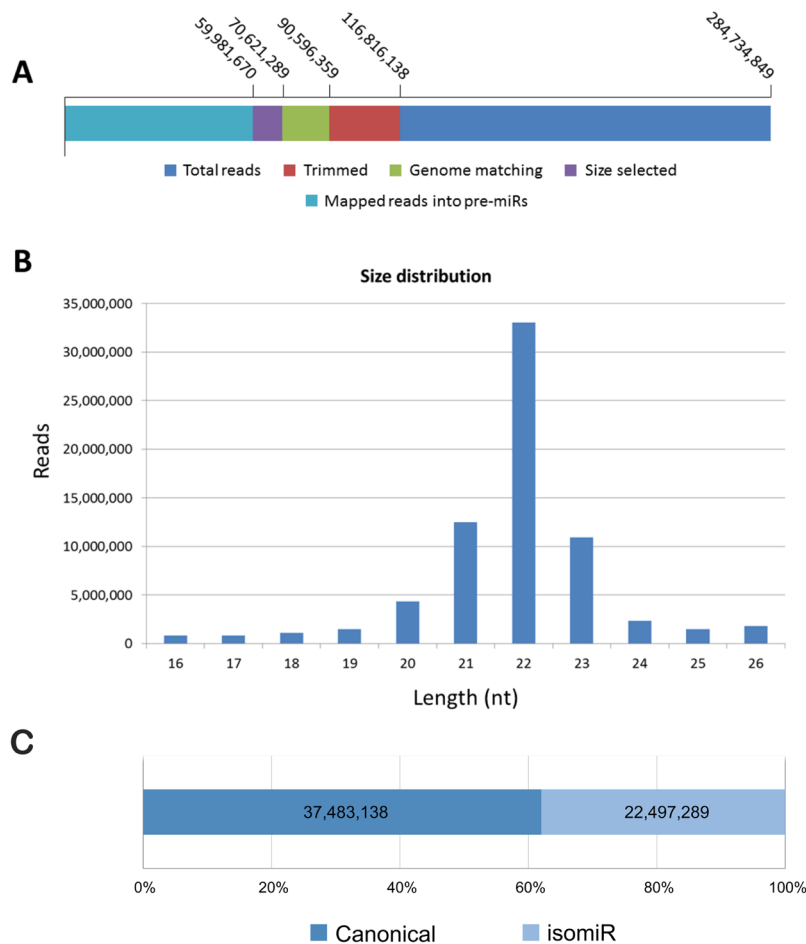 59,981,670
70,621,289
90,596,359
116,816,138
284,734,849
A
Total reads
Trimmed
Genome matching
Size selected
Mapped reads into pre-miRs
B
Size distribution
35,000,000
30,000,000
25,000,000
20,000,000
15,000,000
10,000,000
5,000,000
0
Reads
16 17 18 19 20 21 22 23 24 25 26
Length (nt)
C
37,483,138 22,497,289
0% 20% 40% 60% 80% 100%
Canonical isomiR